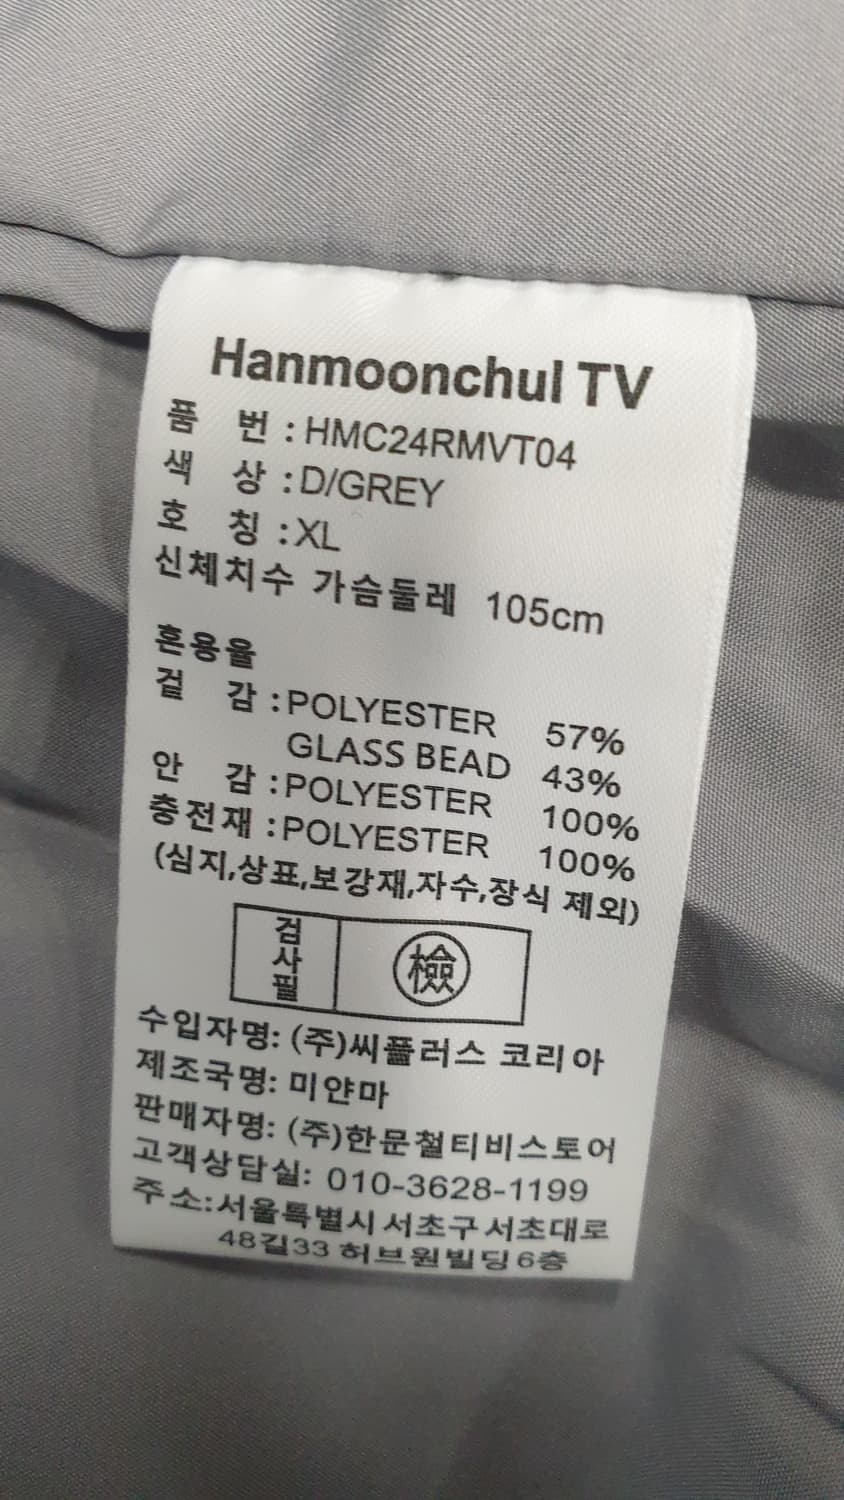 Hanmoonchul TV
품 번 : HMC24RMVT04
색 상 : D/GREY
호 칭 : XL
신체치수 가슴둘레 105cm
혼용율
겉 감 : POLYESTER 57%
GLASS BEAD 43%
안 감 : POLYESTER 100%
충전재 : POLYESTER 100%
(심지,상표,보강재,자수,장식 제외)
검사필 檢
수입자명: (주)씨플러스 코리아
제조국명: 미얀마
판매자명: (주)한문철티비스토어
고객상담실: 010-3628-1199
주소:서울특별시 서초구 서초대로
48길33 허브원빌딩 6층